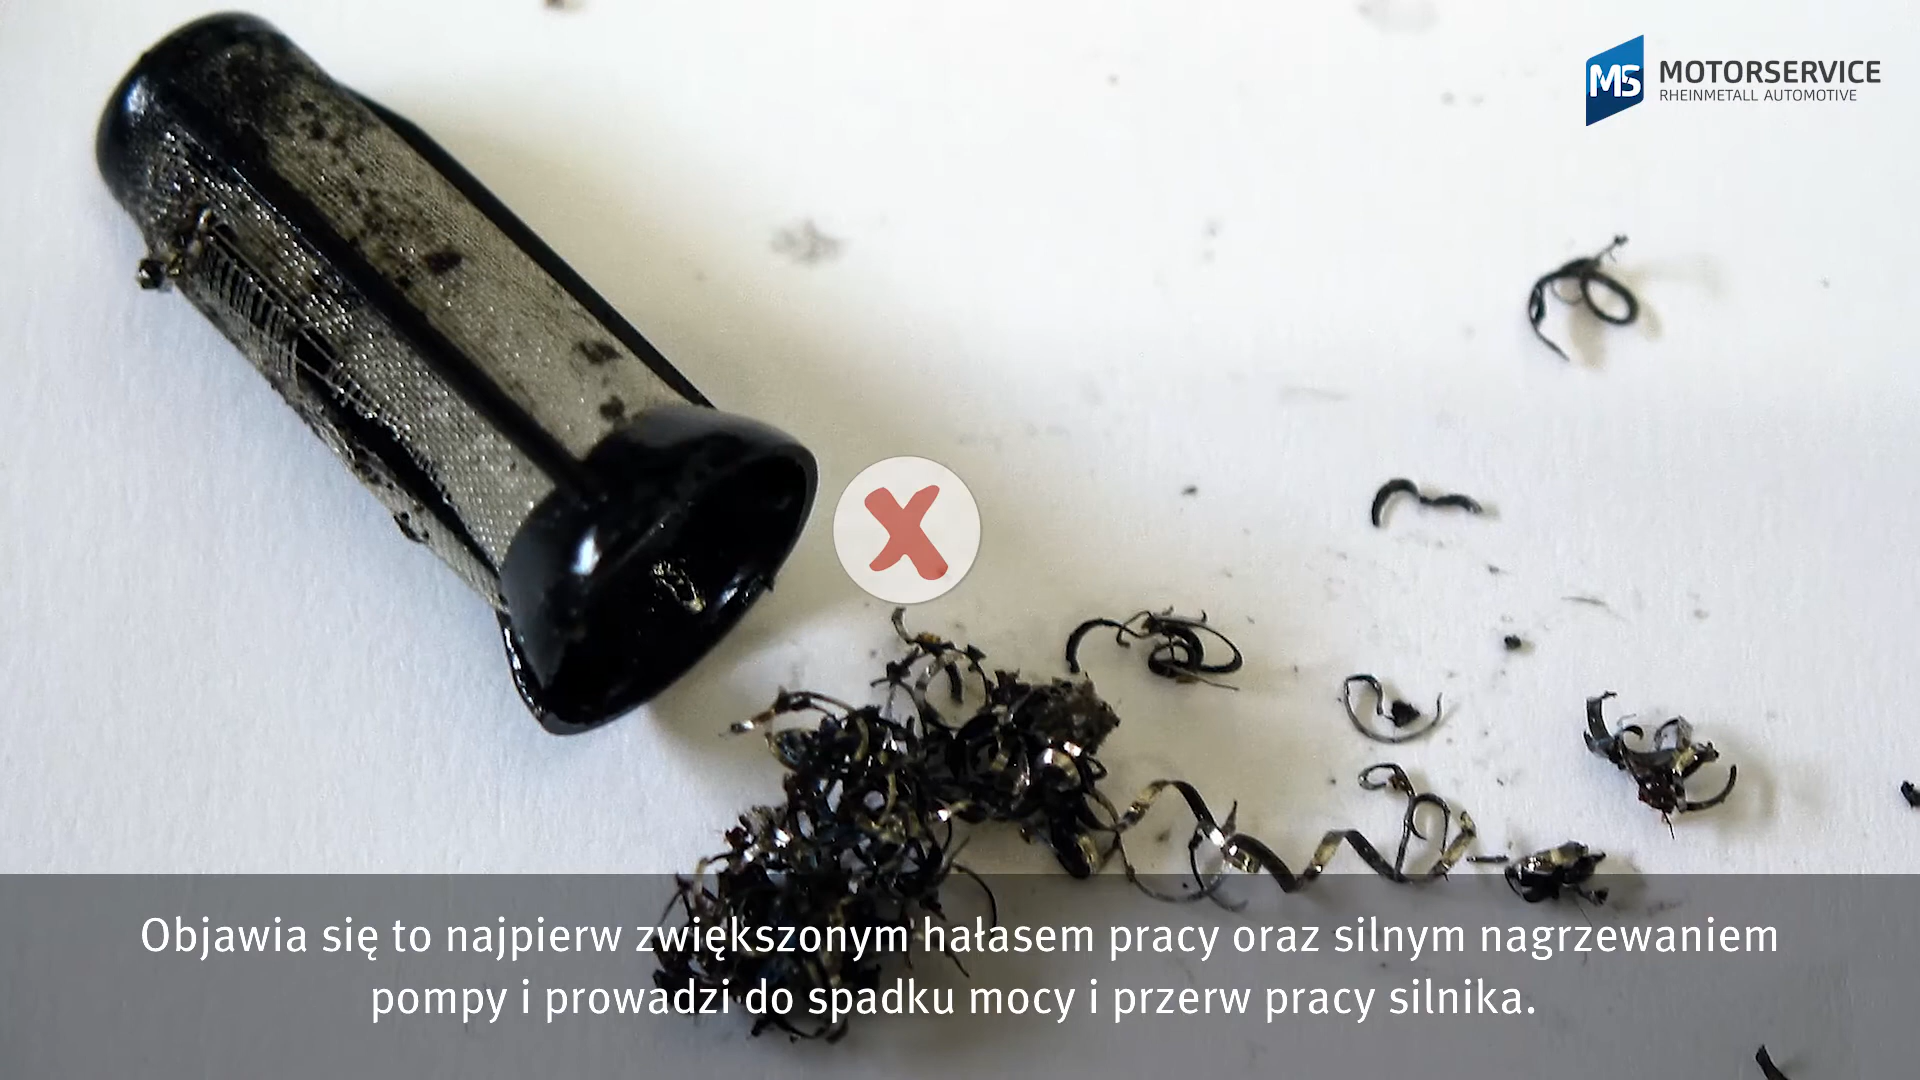 MS MOTORSERVICE
RHEINMETALL AUTOMOTIVE
Objawia się to najpierw zwiększonym hałasem pracy oraz silnym nagrzewaniem
pompy i prowadzi do spadku mocy i przerw pracy silnika.